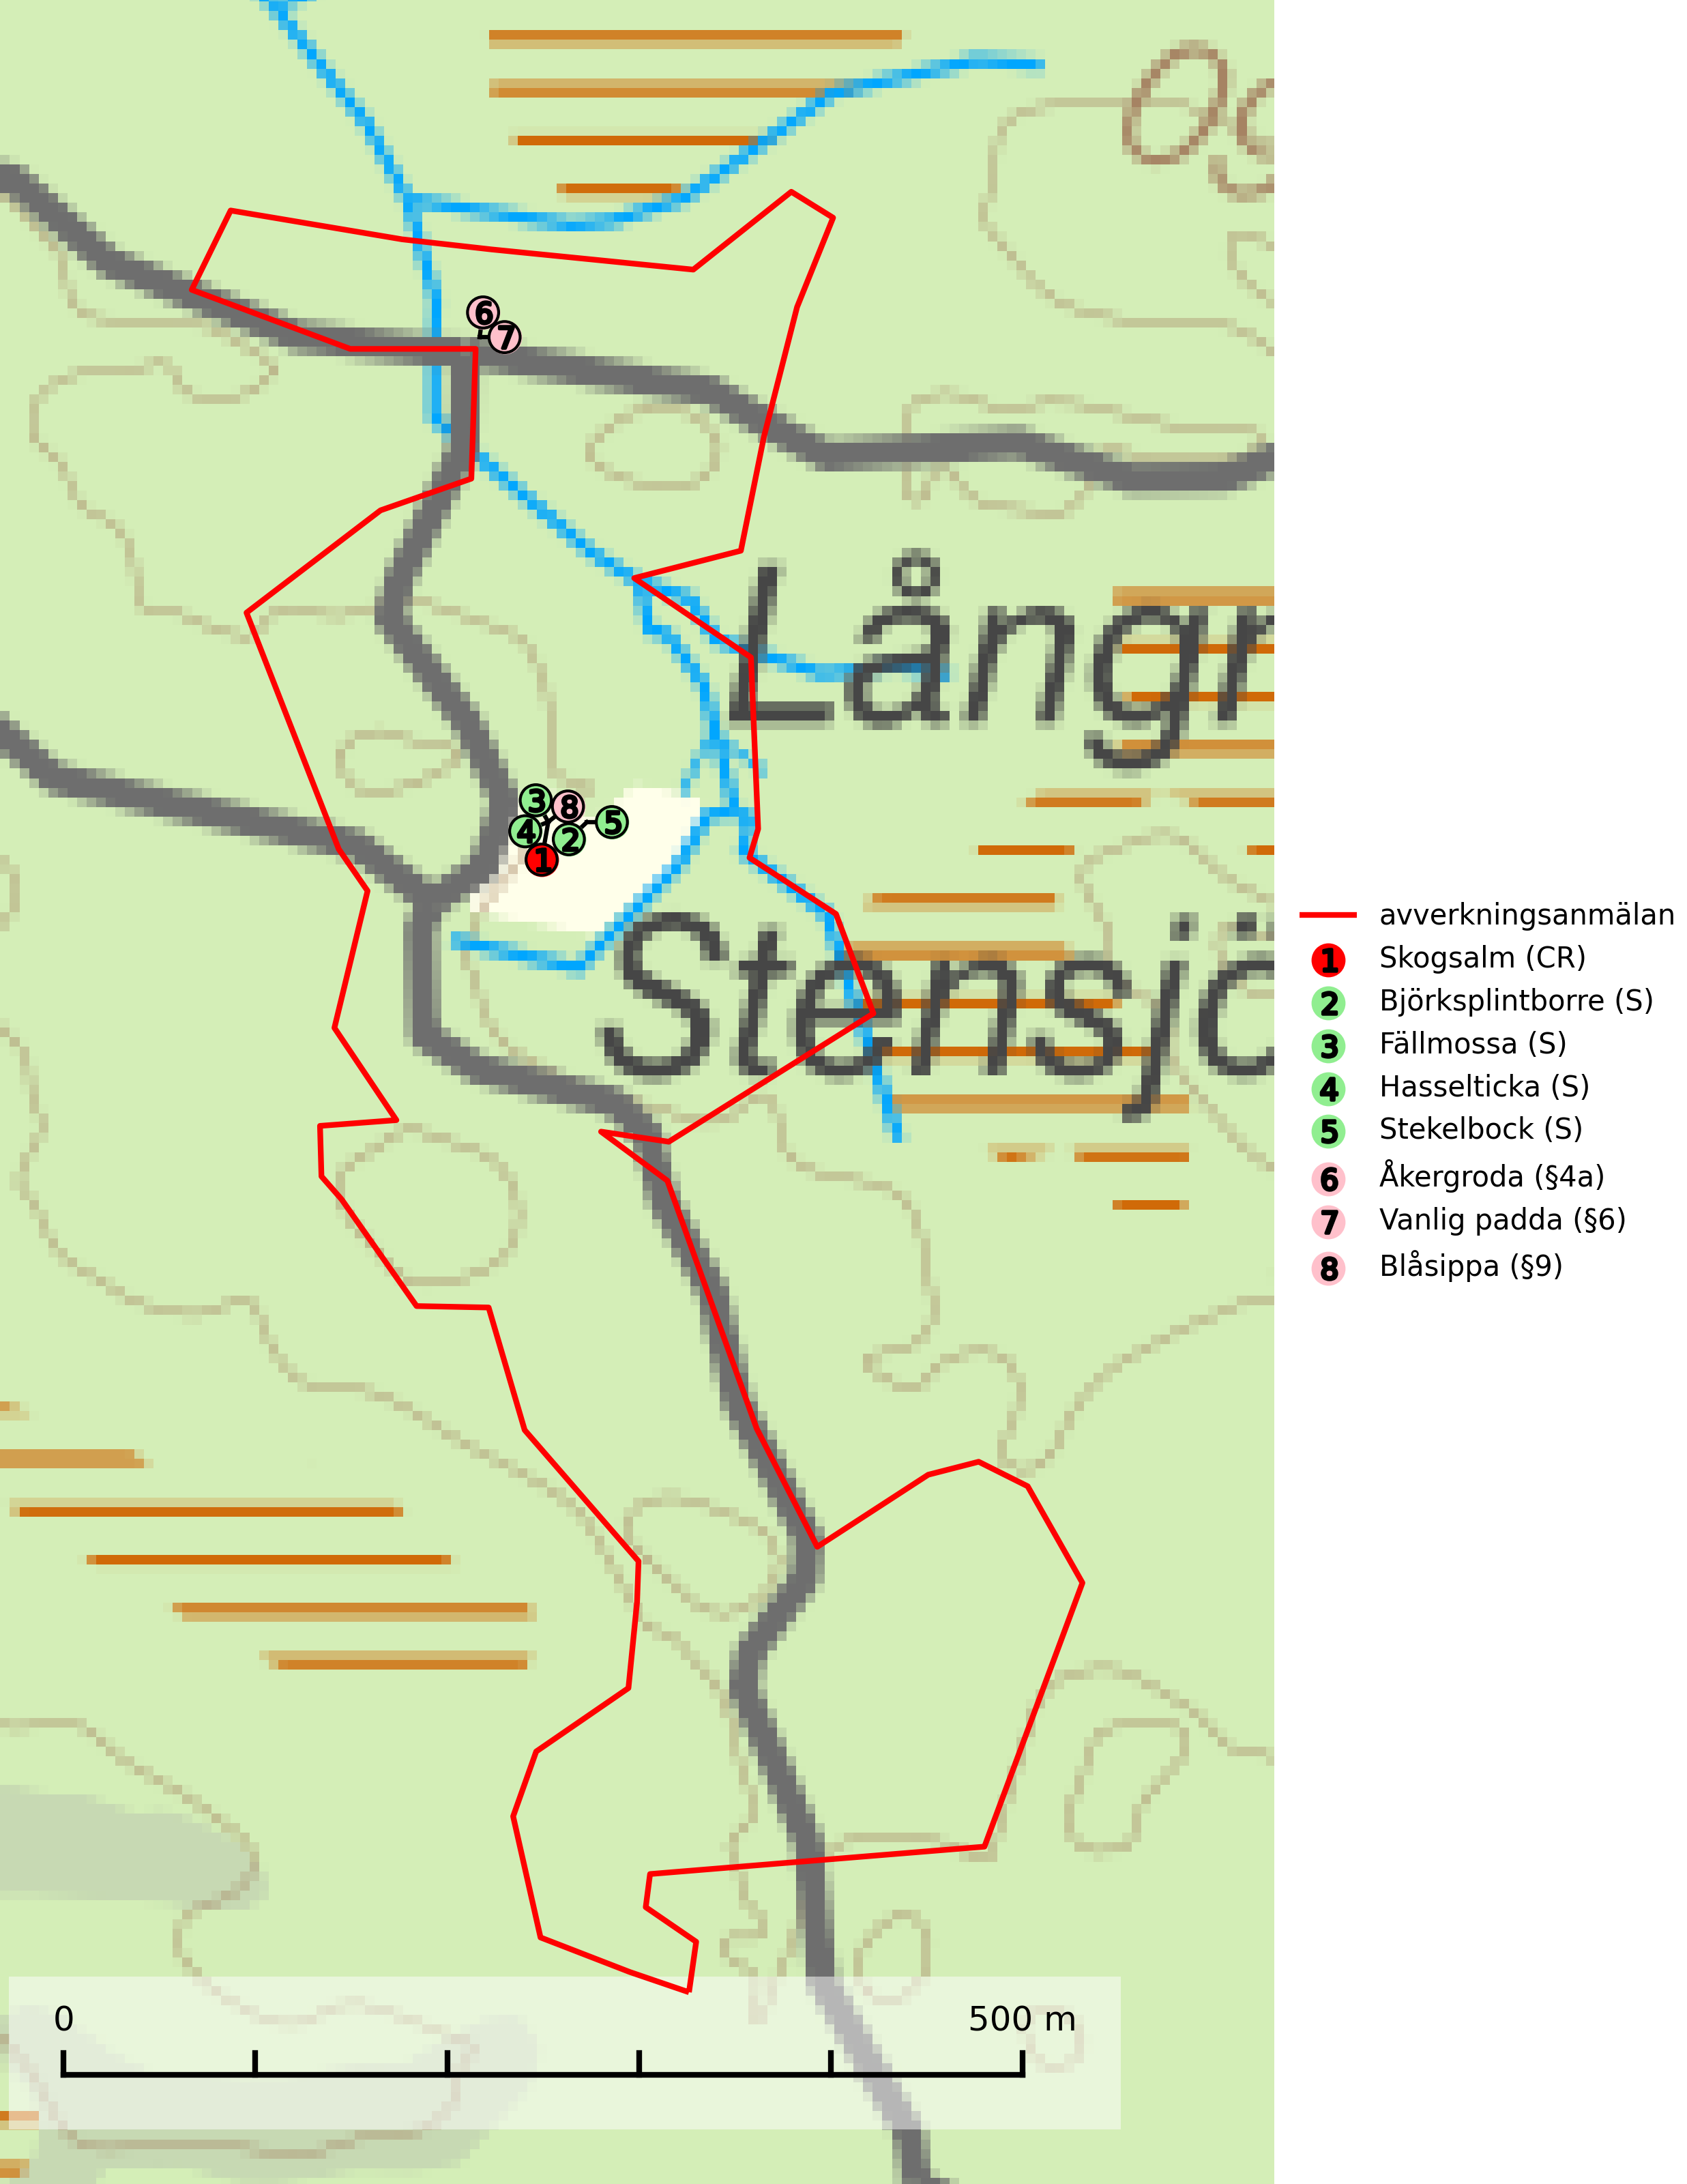 6
7
Långr
3
8
5
4
2
1
Stensjö
avverkningsanmälan
1 Skogsalm (CR)
2 Björksplintborre (S)
3 Fällmossa (S)
4 Hasselticka (S)
5 Stekelbock (S)
6 Åkergroda (§4a)
7 Vanlig padda (§6)
8 Blåsippa (§9)
0 500 m